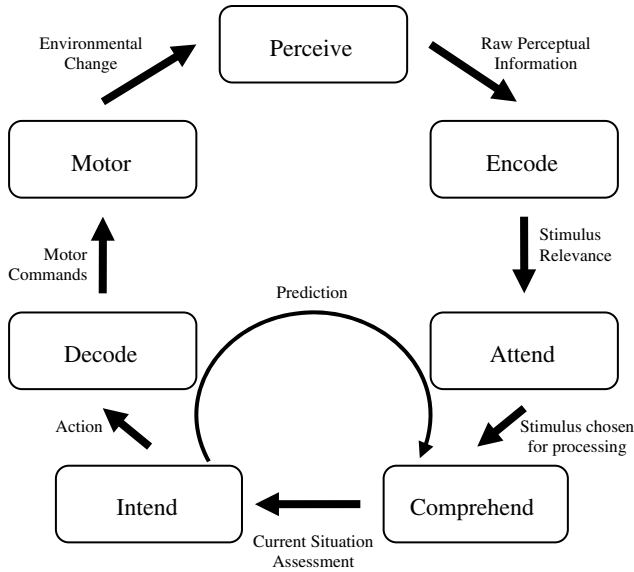 Environmental
Change
Perceive
Raw Perceptual
Information
Motor
Encode
Motor
Commands
Stimulus
Relevance
Prediction
Decode
Attend
Action
Stimulus chosen
for processing
Intend
Comprehend
Current Situation
Assessment